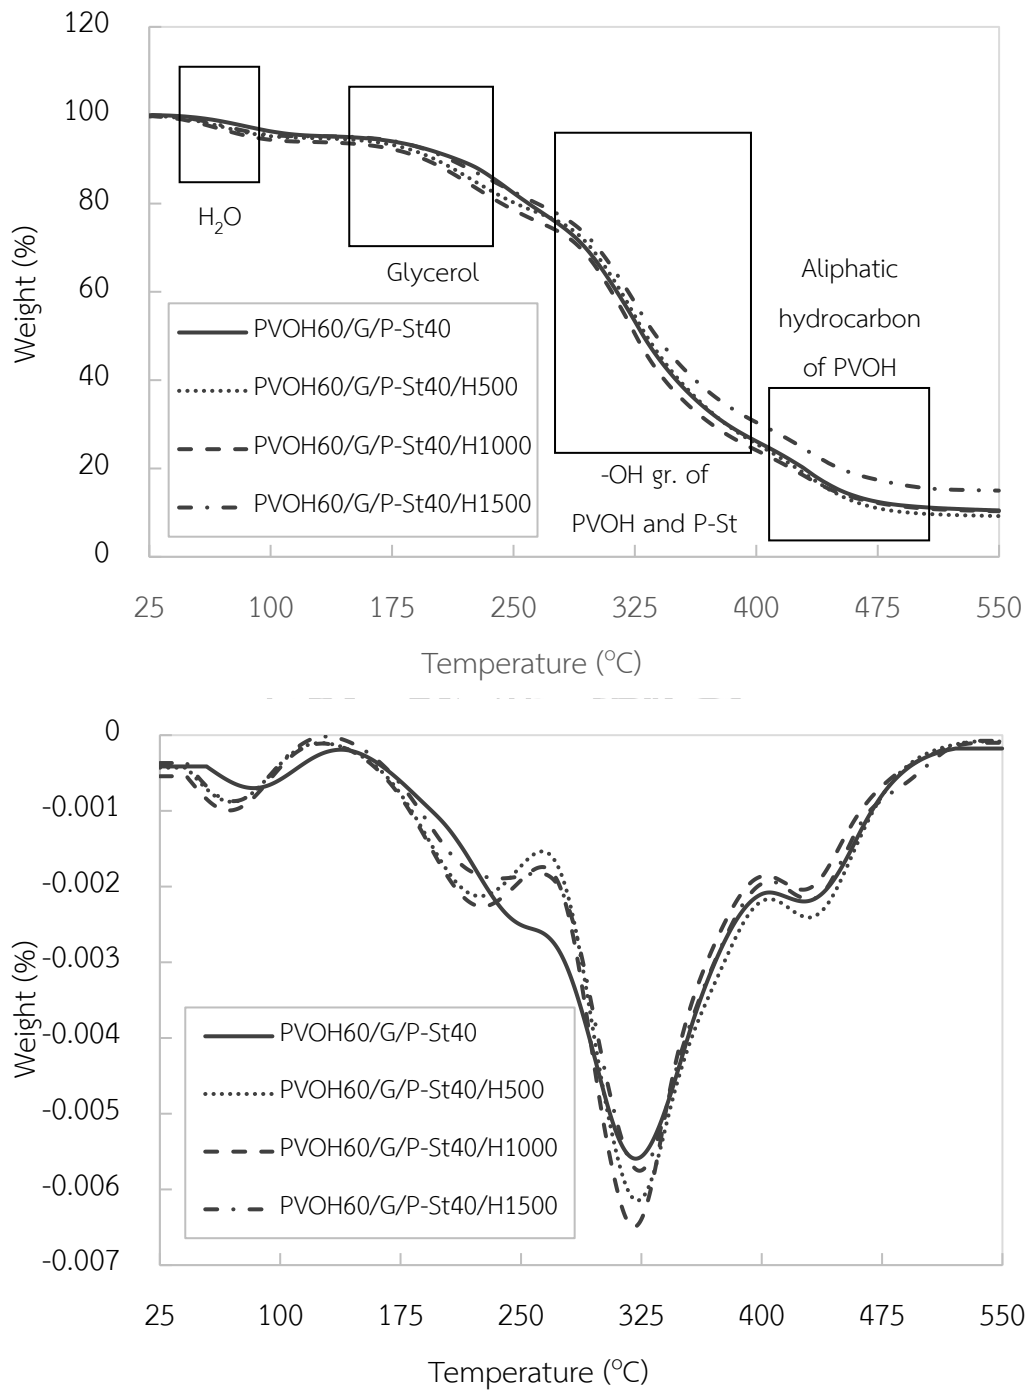 120
100
80
60
40
20
0
Weight (%)
H2O
Glycerol
Aliphatic
hydrocarbon
of PVOH
-OH gr. of
PVOH and P-St
PVOH60/G/P-St40
PVOH60/G/P-St40/H500
PVOH60/G/P-St40/H1000
PVOH60/G/P-St40/H1500
25 100 175 250 325 400 475 550
Temperature (°C)
0
-0.001
-0.002
-0.003
-0.004
-0.005
-0.006
-0.007
Weight (%)
PVOH60/G/P-St40
PVOH60/G/P-St40/H500
PVOH60/G/P-St40/H1000
PVOH60/G/P-St40/H1500
25 100 175 250 325 400 475 550
Temperature (°C)